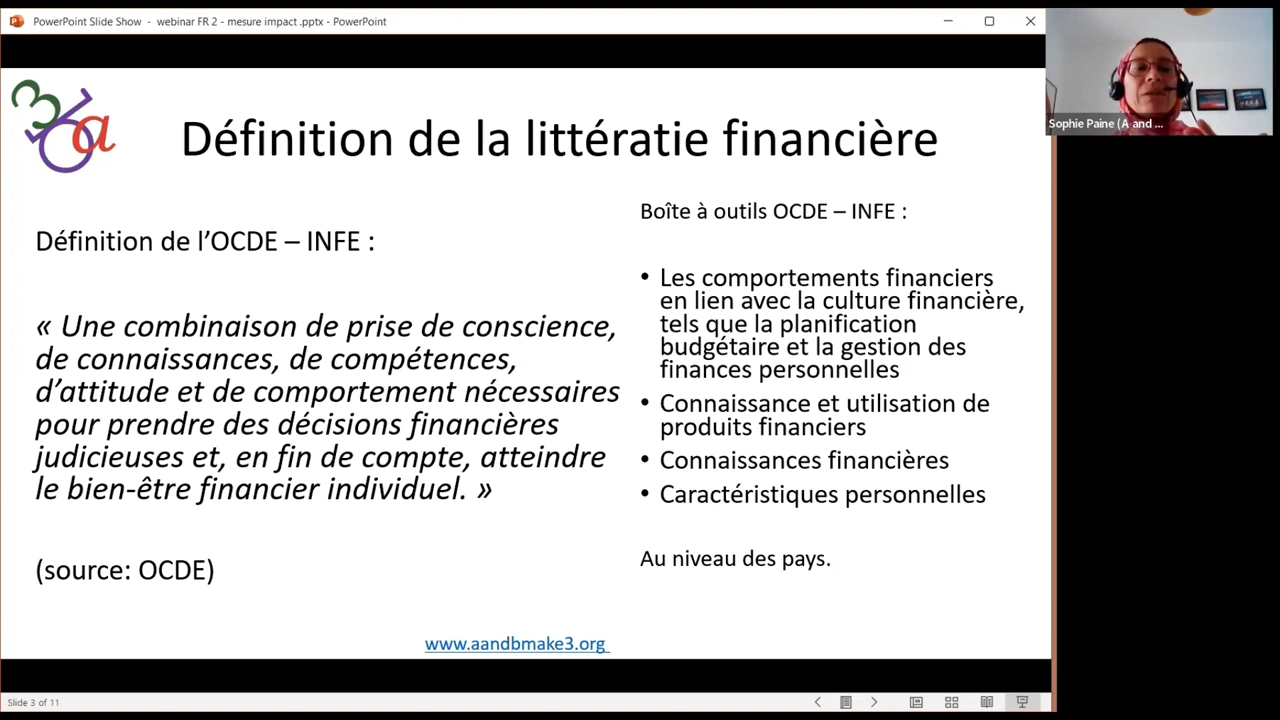 PowerPoint Slide Show - webinar FR 2 - mesure impact .pptx - PowerPoint
Sophie Paine (A and ...
36a
Définition de la littératie financière
Définition de l'OCDE – INFE :
« Une combinaison de prise de conscience,
de connaissances, de compétences,
d'attitude et de comportement nécessaires
pour prendre des décisions financières
judicieuses et, en fin de compte, atteindre
le bien-être financier individuel. »
(source: OCDE)
Boîte à outils OCDE – INFE :
• Les comportements financiers
en lien avec la culture financière,
tels que la planification
budgétaire et la gestion des
finances personnelles
• Connaissance et utilisation de
produits financiers
• Connaissances financières
• Caractéristiques personnelles
Au niveau des pays.
www.aandbmake3.org
Slide 3 of 11